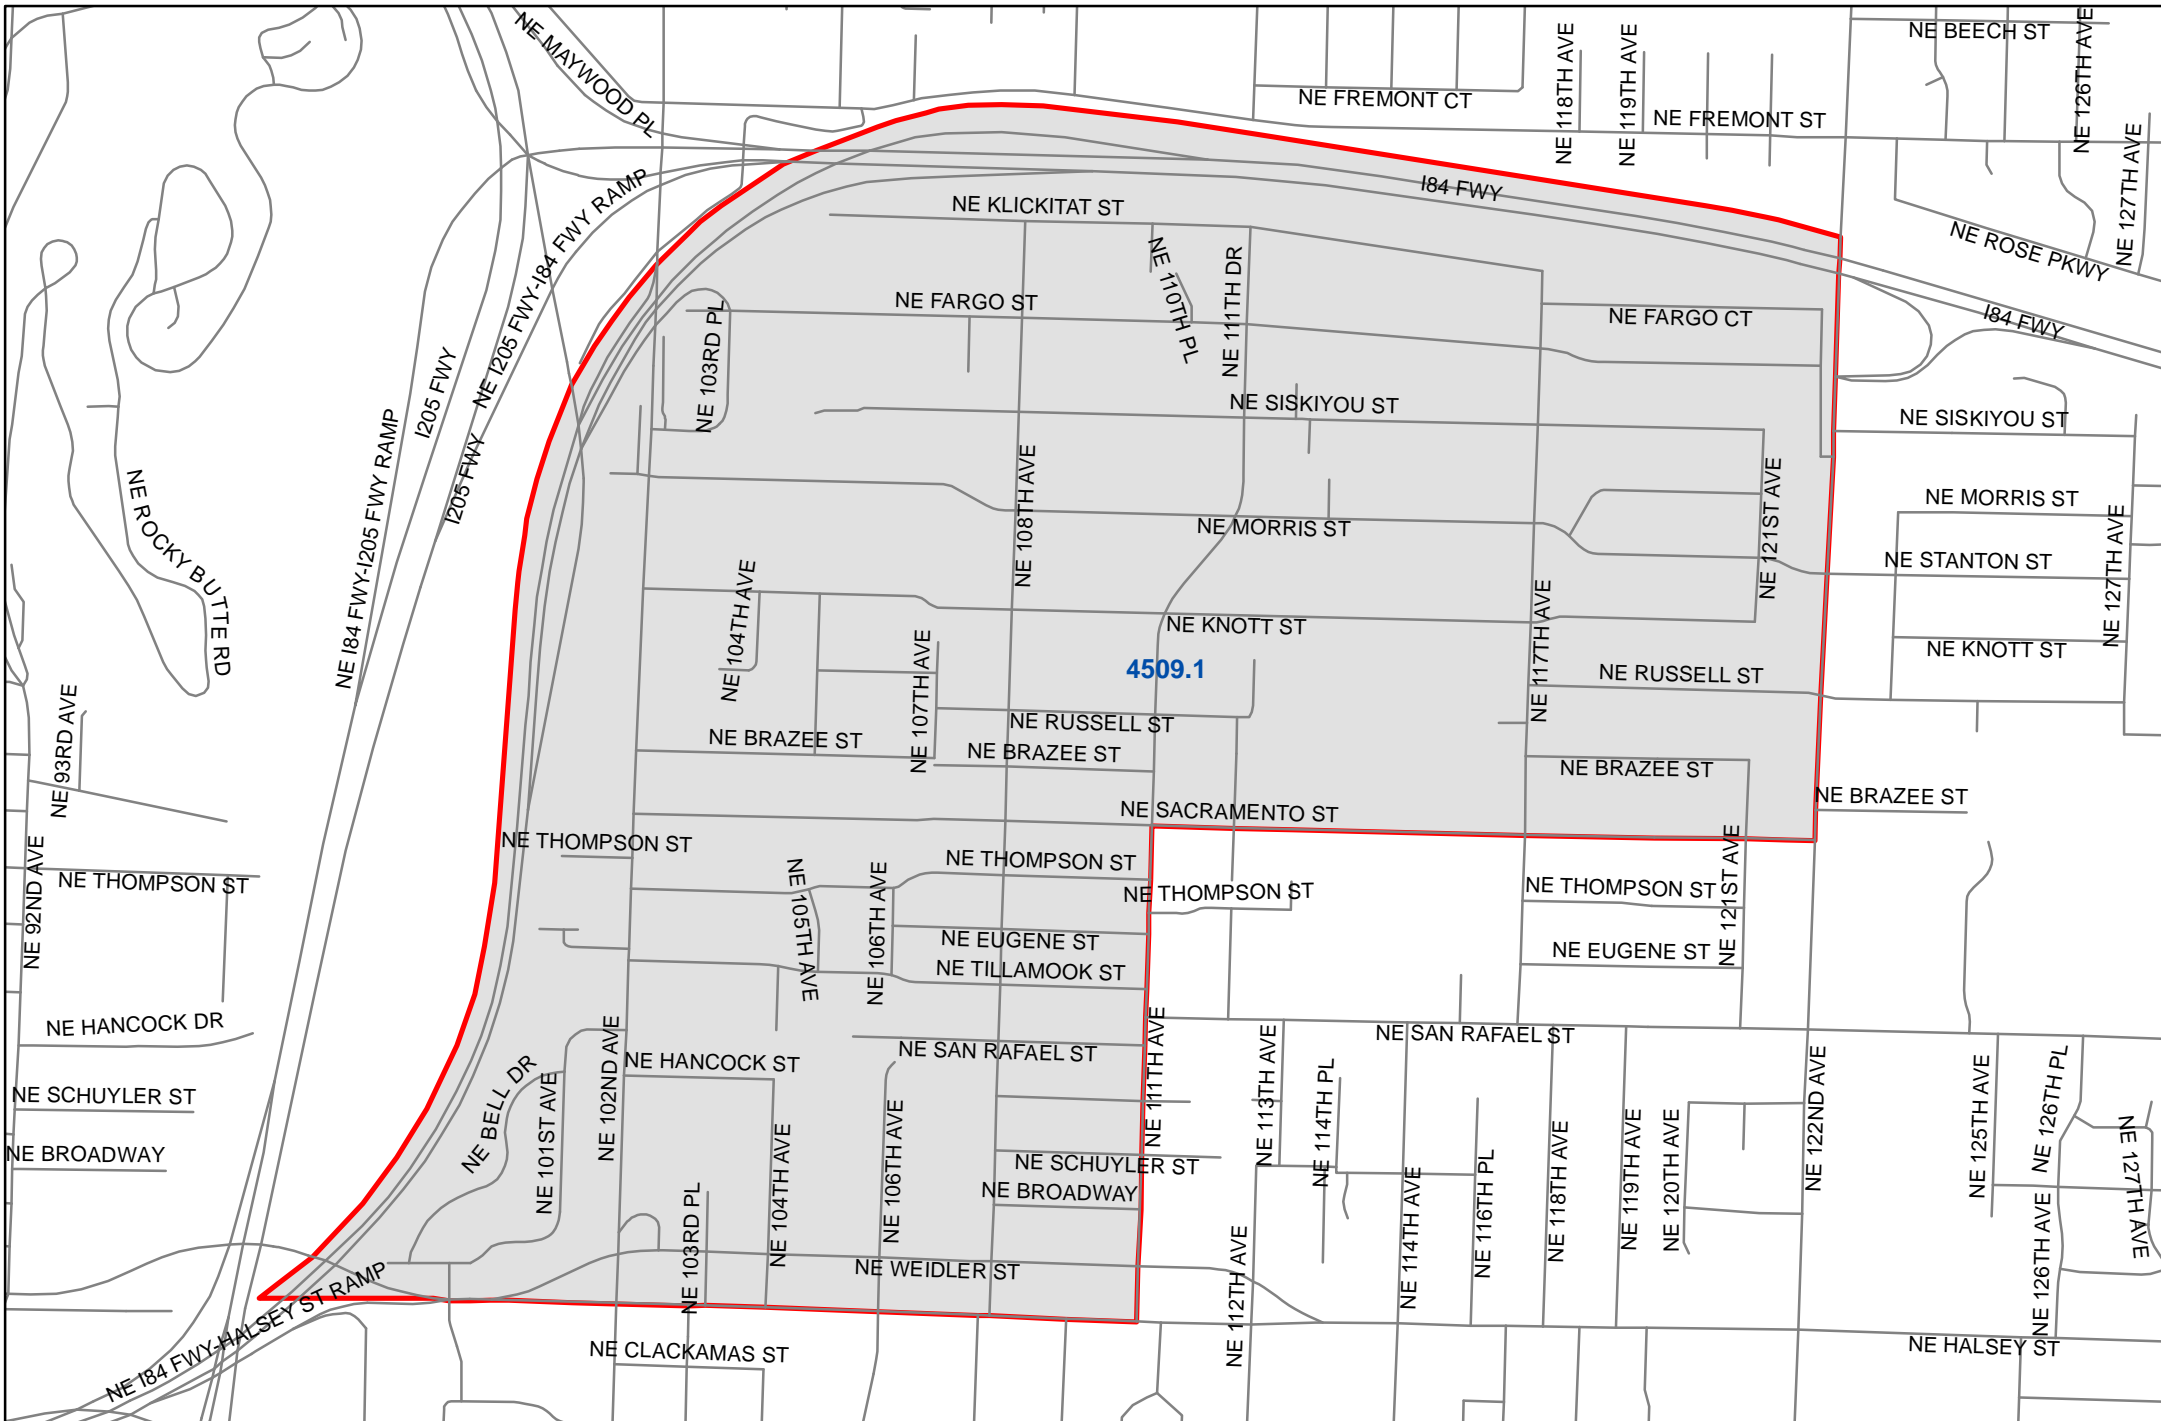 NE MAYWOOD PL
NE BEECH ST
NE 126TH AVE
NE 118TH AVE
NE 119TH AVE
NE FREMONT CT
NE FREMONT ST
NE 127TH AVE
NE I205 FWY-I84 FWY RAMP
I84 FWY
NE KLICKITAT ST
NE ROSE PKWY
NE 110TH PL
NE 111TH DR
NE FARGO ST
NE FARGO CT
I84 FWY
NE 103RD PL
I205 FWY
NE SISKIYOU ST
NE SISKIYOU ST
NE I84 FWY-I205 FWY RAMP
I205 FWY
NE ROCKY BUTTE RD
NE 108TH AVE
NE 121ST AVE
NE MORRIS ST
NE MORRIS ST
NE STANTON ST
NE 127TH AVE
NE 104TH AVE
NE 117TH AVE
NE KNOTT ST
NE KNOTT ST
4509.1
NE 107TH AVE
NE RUSSELL ST
NE RUSSELL ST
NE 93RD AVE
NE BRAZEE ST
NE BRAZEE ST
NE BRAZEE ST
NE BRAZEE ST
NE SACRAMENTO ST
NE THOMPSON ST
NE THOMPSON ST
NE 92ND AVE
NE THOMPSON ST
NE 105TH AVE
NE 106TH AVE
NE THOMPSON ST
NE THOMPSON ST
NE 121ST AVE
NE EUGENE ST
NE EUGENE ST
NE TILLAMOOK ST
NE HANCOCK DR
NE SAN RAFAEL ST
NE SAN RAFAEL ST
NE HANCOCK ST
NE 102ND AVE
NE 111TH AVE
NE 113TH AVE
NE 114TH PL
NE 122ND AVE
NE 125TH AVE
NE 126TH PL
NE BELL DR
NE 101ST AVE
NE SCHUYLER ST
NE BROADWAY
NE 104TH AVE
NE 106TH AVE
NE SCHUYLER ST
NE BROADWAY
NE 103RD PL
NE 112TH AVE
NE 114TH AVE
NE 116TH PL
NE 118TH AVE
NE 119TH AVE
NE 120TH AVE
NE 126TH AVE
NE 127TH AVE
NE WEIDLER ST
NE I84 FWY-HALSEY ST RAMP
NE CLACKAMAS ST
NE HALSEY ST